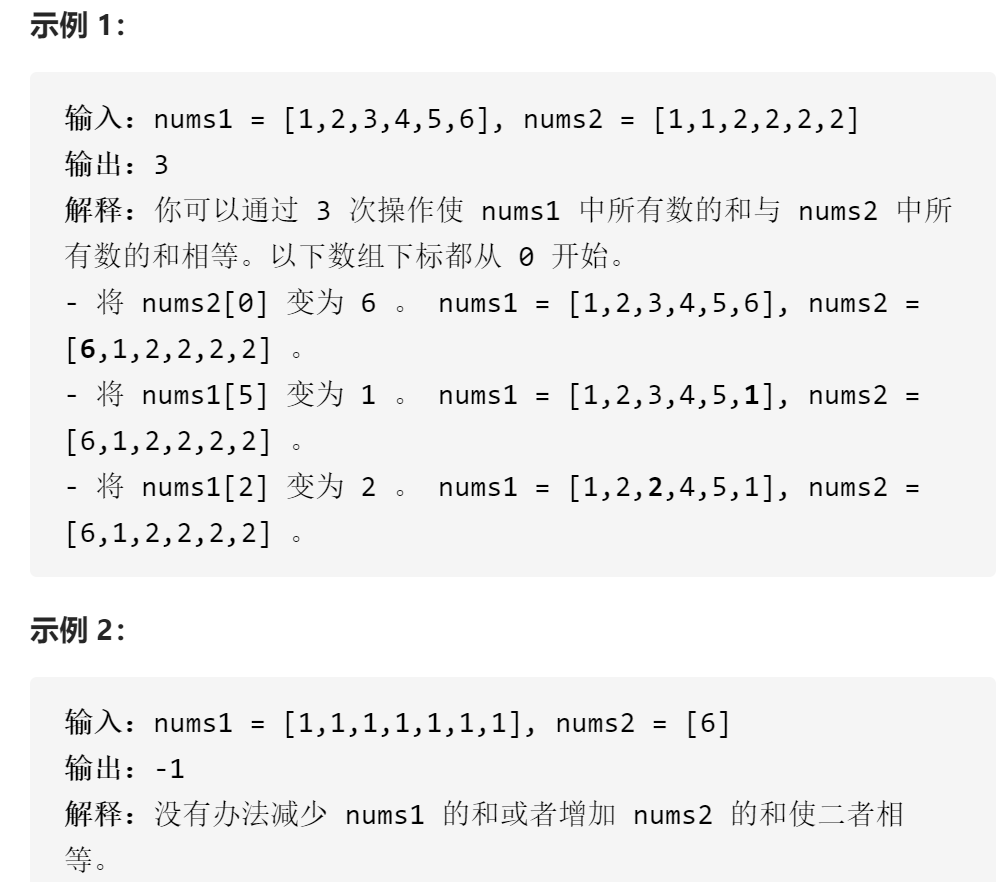 示例 1:
输入: nums1 = [1,2,3,4,5,6], nums2 = [1,1,2,2,2,2]
输出: 3
解释: 你可以通过 3 次操作使 nums1 中所有数的和与 nums2 中所
有数的和相等。以下数组下标都从 0 开始。
- 将 nums2[0] 变为 6 。 nums1 = [1,2,3,4,5,6], nums2 =
[6,1,2,2,2,2] 。
- 将 nums1[5] 变为 1 。 nums1 = [1,2,3,4,5,1], nums2 =
[6,1,2,2,2,2] 。
- 将 nums1[2] 变为 2 。 nums1 = [1,2,2,4,5,1], nums2 =
[6,1,2,2,2,2] 。
示例 2:
输入: nums1 = [1,1,1,1,1,1,1], nums2 = [6]
输出: -1
解释: 没有办法减少 nums1 的和或者增加 nums2 的和使二者相
等。